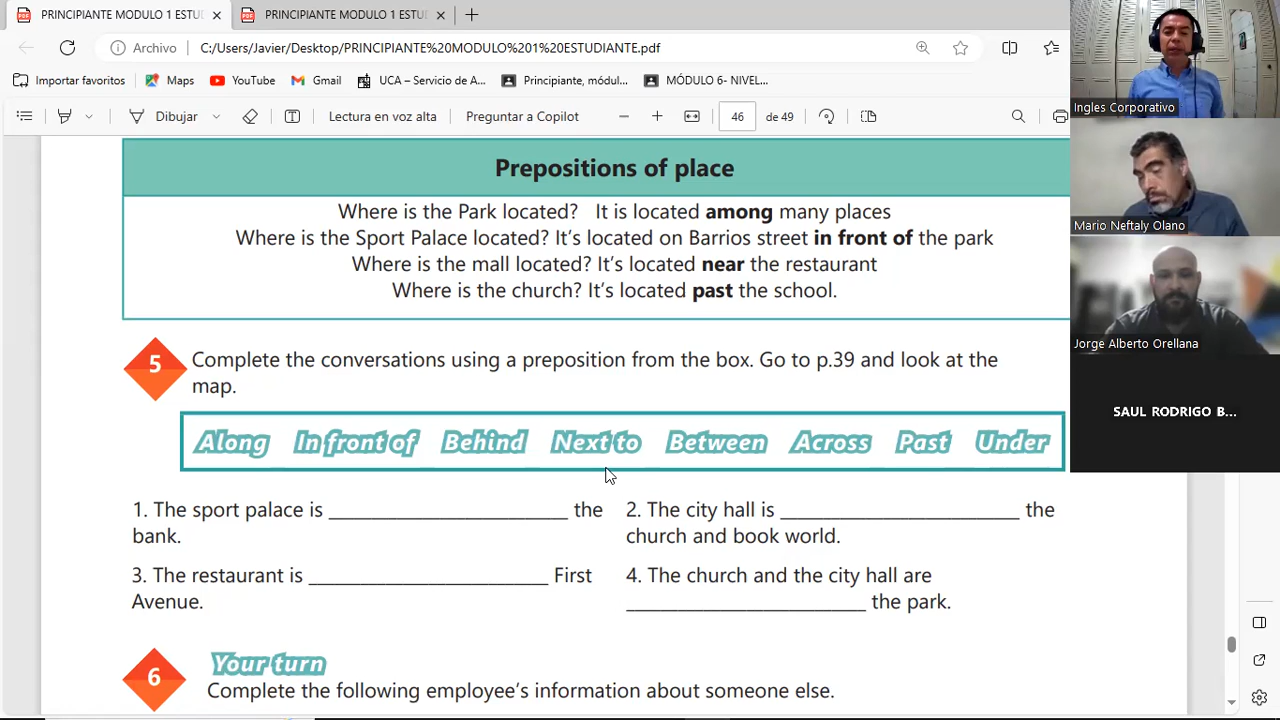 PRINCIPIANTE MODULO 1 ESTU
PRINCIPIANTE MODULO 1 ESTU
Archivo
C:/Users/Javier/Desktop/PRINCIPIANTE%20MODULO%201%20ESTUDIANTE.pdf
Importar favoritos
Maps
YouTube
Gmail
UCA – Servicio de A...
Principiante, módul...
MÓDULO 6- NIVEL...
Dibujar
Lectura en voz alta
Preguntar a Copilot
46
de 49
Prepositions of place
Where is the Park located? It is located among many places
Where is the Sport Palace located? It's located on Barrios street in front of the park
Where is the mall located? It's located near the restaurant
Where is the church? It's located past the school.
5
Complete the conversations using a preposition from the box. Go to p.39 and look at the
map.
Along In front of Behind Next to Between Across Past Under
1. The sport palace is ________________________ the
bank.
2. The city hall is ________________________ the
church and book world.
3. The restaurant is ________________________ First
Avenue.
4. The church and the city hall are
________________________ the park.
6
Your turn
Complete the following employee's information about someone else.
Ingles Corporativo
Mario Neftaly Olano
Jorge Alberto Orellana
SAUL RODRIGO B...